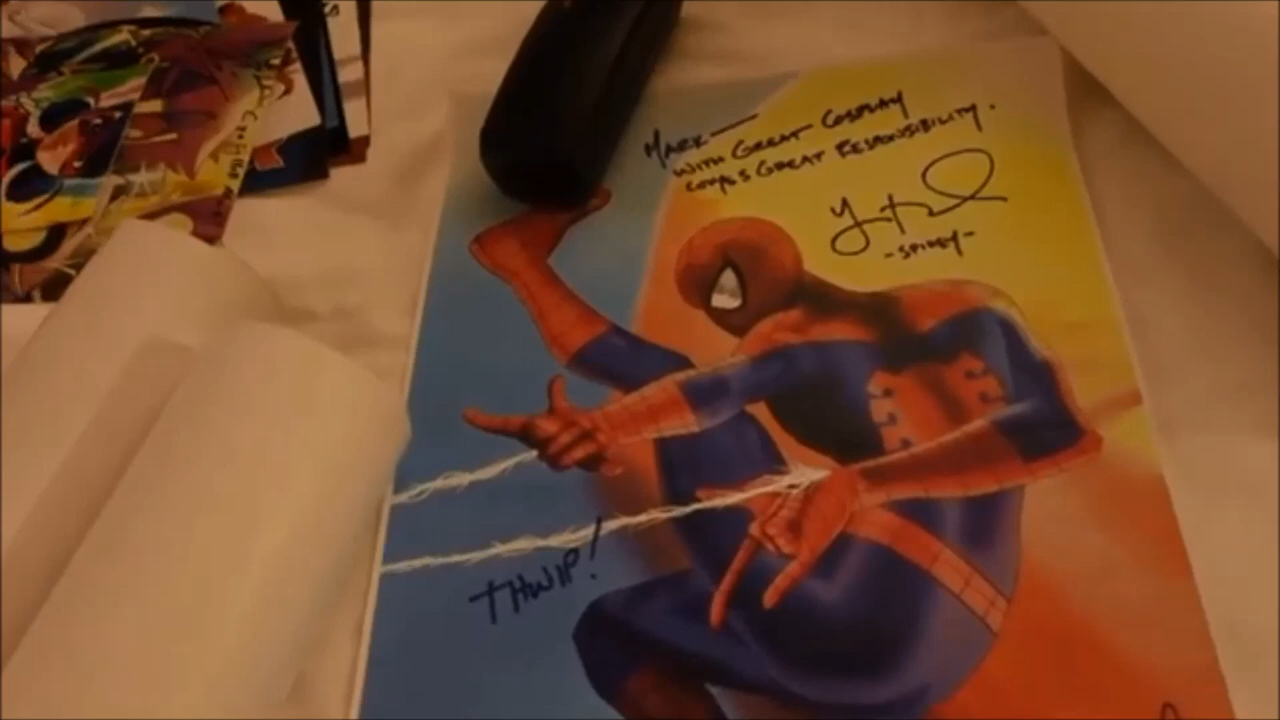 MARK—
WITH GREAT COSPLAY
COMES GREAT RESPONSIBILITY.
-SPIDEY-
THWIP!